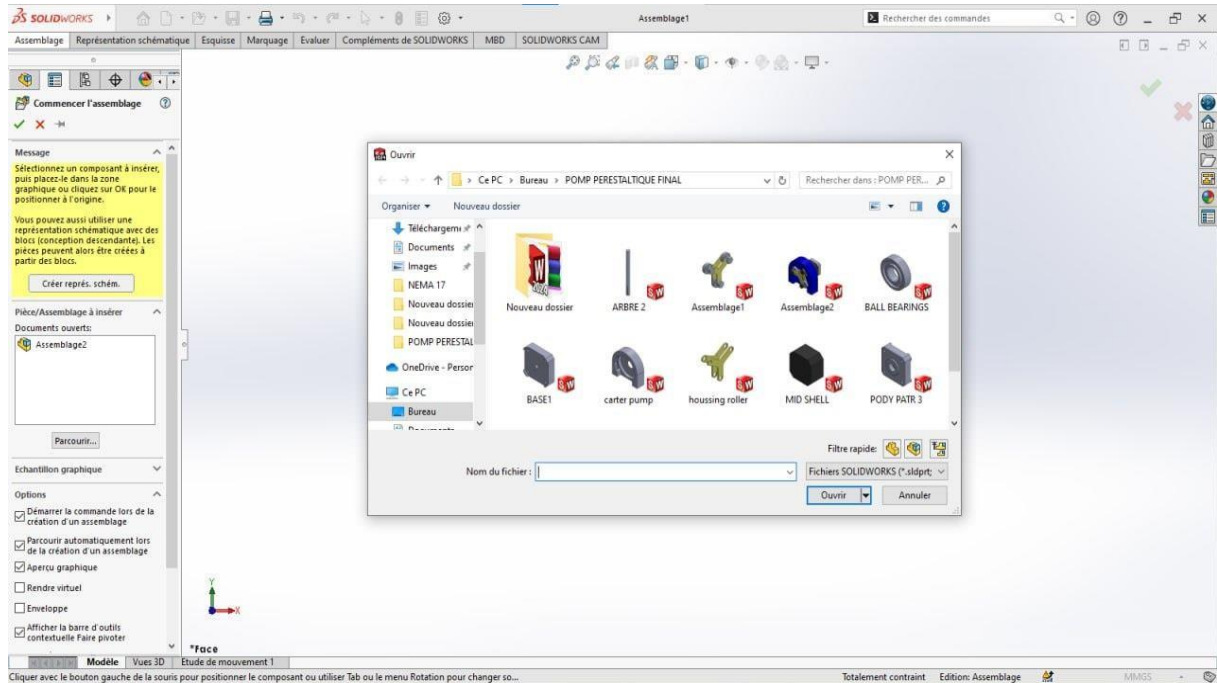 SOLIDWORKS
Assemblage1
Rechercher des commandes
Assemblage Représentation schématique Esquisse Marquage Evaluer Compléments de SOLIDWORKS MBD SOLIDWORKS CAM
Commencer l'assemblage
Message
Sélectionnez un composant à insérer,
puis placez-le dans la zone
graphique ou cliquez sur OK pour le
positionner à l'origine.
Vous pouvez aussi utiliser une
représentation schématique avec des
blocs (conception descendante). Les
pièces peuvent alors être créées à
partir des blocs.
Créer représ. schém.
Pièce/Assemblage à insérer
Documents ouverts:
Assemblage2
Parcourir...
Echantillon graphique
Options
Démarrer la commande lors de la
création d'un assemblage
Parcourir automatiquement lors
de la création d'un assemblage
Aperçu graphique
Rendre virtuel
Enveloppe
Afficher la barre d'outils
contextuelle Faire pivoter
Ouvrir
Ce PC > Bureau > POMP PERESTALTIQUE FINAL
Rechercher dans : POMP PER...
Organiser
Nouveau dossier
Téléchargeme
Documents
Images
NEMA 17
Nouveau dossier
Nouveau dossier
POMP PERESTAL
OneDrive - Person
Ce PC
Bureau
Documents
Nouveau dossier
ARBRE 2
Assemblage1
Assemblage2
BALL BEARINGS
BASE1
carter pump
houssing roller
MID SHELL
PODY PATR 3
Filtre rapide:
Nom du fichier :
Fichiers SOLIDWORKS (*.sldprt;
Ouvrir
Annuler
Y
X
*Face
Modèle Vues 3D Etude de mouvement 1
Cliquer avec le bouton gauche de la souris pour positionner le composant ou utiliser Tab ou le menu Rotation pour changer so...
Totalement contraint Edition: Assemblage MMGS